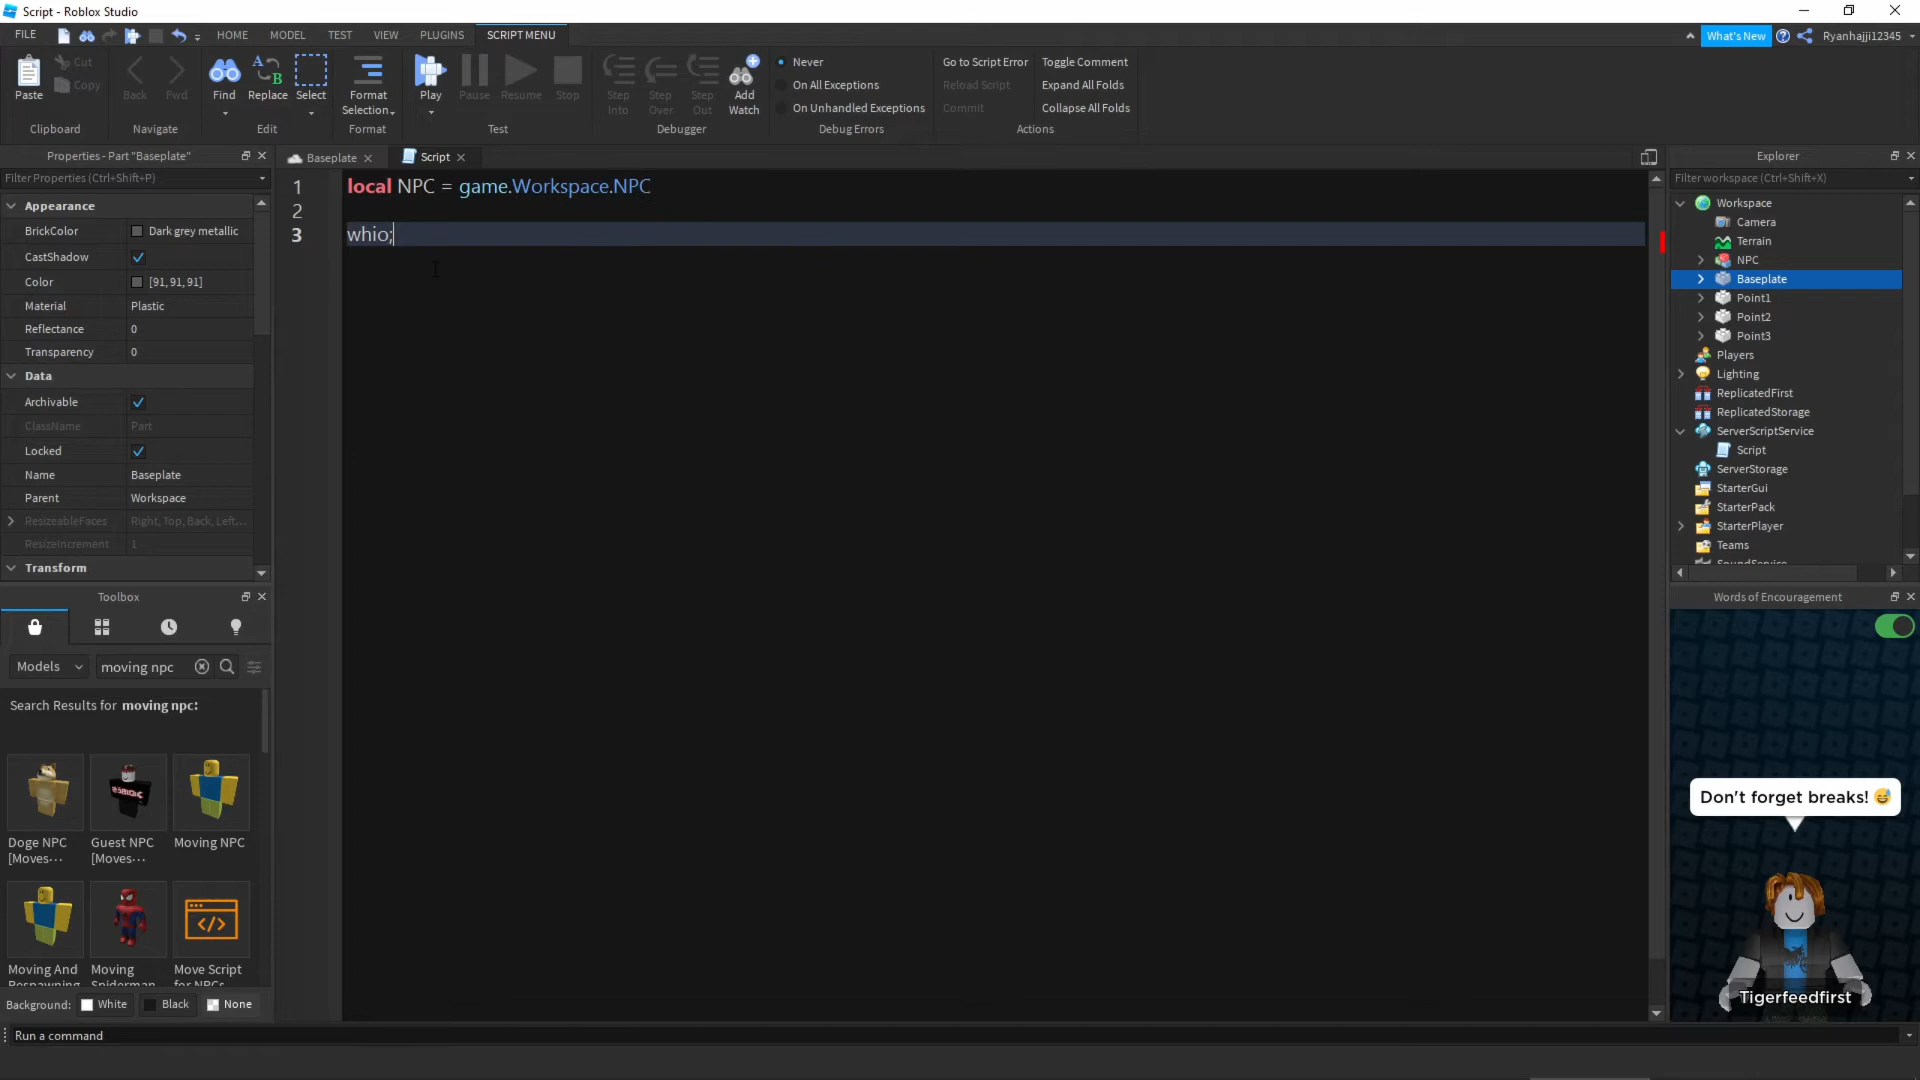 Script - Roblox Studio
FILE HOME MODEL TEST VIEW PLUGINS SCRIPT MENU What's New Ryanhajji12345
Paste Cut Copy Back Fwd Find Replace Select Format Selection Play Pause Resume Stop Step Into Step Over Step Out Add Watch
Never
On All Exceptions
On Unhandled Exceptions
Go to Script Error
Reload Script
Commit
Toggle Comment
Expand All Folds
Collapse All Folds
Clipboard Navigate Edit Format Test Debugger Debug Errors Actions
Properties - Part "Baseplate"
Filter Properties (Ctrl+Shift+P)
Appearance
BrickColor Dark grey metallic
CastShadow
Color [91, 91, 91]
Material Plastic
Reflectance 0
Transparency 0
Data
Archivable
ClassName Part
Locked
Name Baseplate
Parent Workspace
ResizeableFaces Right, Top, Back, Left...
ResizeIncrement 1
Transform
Toolbox
Models moving npc
Search Results for moving npc:
Doge NPC [Moves...
Guest NPC [Moves...
Moving NPC
Moving And Respawning
Moving Spiderman
Move Script for NPCs
Background: White Black None
Run a command
Baseplate Script
1 local NPC = game.Workspace.NPC
2
3 whio;
Explorer
Filter workspace (Ctrl+Shift+X)
Workspace
Camera
Terrain
NPC
Baseplate
Point1
Point2
Point3
Players
Lighting
ReplicatedFirst
ReplicatedStorage
ServerScriptService
Script
ServerStorage
StarterGui
StarterPack
StarterPlayer
Teams
SoundService
Words of Encouragement
Don't forget breaks! 😅
Tigerfeedfirst